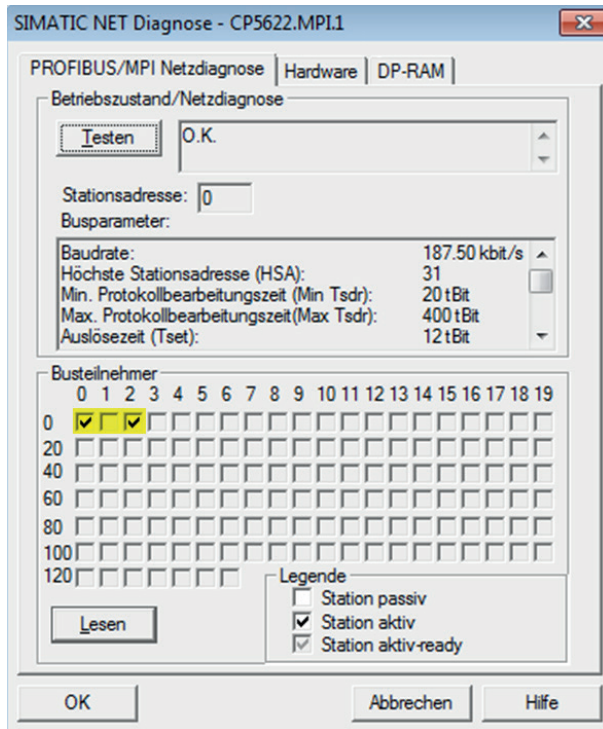 SIMATIC NET Diagnose - CP5622.MPI.1
PROFIBUS/MPI Netzdiagnose Hardware DP-RAM
Betriebszustand/Netzdiagnose
Testen O.K.
Stationsadresse: 0
Busparameter:
Baudrate: 187.50 kbit/s
Höchste Stationsadresse (HSA): 31
Min. Protokollbearbeitungszeit (Min Tsdr): 20 tBit
Max. Protokollbearbeitungszeit(Max Tsdr): 400 tBit
Auslösezeit (Tset): 12 tBit
Busteilnehmer
0 1 2 3 4 5 6 7 8 9 10 11 12 13 14 15 16 17 18 19
0
20
40
60
80
100
120
Legende
Station passiv
Station aktiv
Station aktiv-ready
Lesen
OK Abbrechen Hilfe